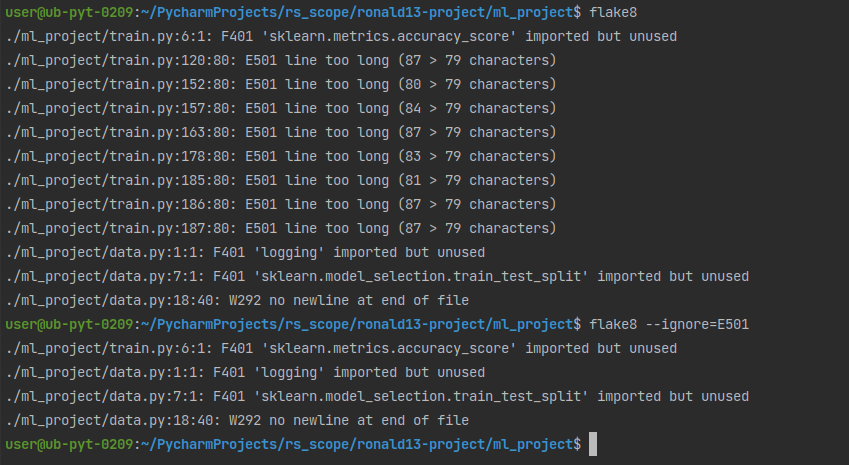 user@ub-pyt-0209:~/PycharmProjects/rs_scope/ronald13-project/ml_project$ flake8
./ml_project/train.py:6:1: F401 'sklearn.metrics.accuracy_score' imported but unused
./ml_project/train.py:120:80: E501 line too long (87 > 79 characters)
./ml_project/train.py:152:80: E501 line too long (80 > 79 characters)
./ml_project/train.py:157:80: E501 line too long (84 > 79 characters)
./ml_project/train.py:163:80: E501 line too long (87 > 79 characters)
./ml_project/train.py:178:80: E501 line too long (83 > 79 characters)
./ml_project/train.py:185:80: E501 line too long (81 > 79 characters)
./ml_project/train.py:186:80: E501 line too long (87 > 79 characters)
./ml_project/train.py:187:80: E501 line too long (87 > 79 characters)
./ml_project/data.py:1:1: F401 'logging' imported but unused
./ml_project/data.py:7:1: F401 'sklearn.model_selection.train_test_split' imported but unused
./ml_project/data.py:18:40: W292 no newline at end of file
user@ub-pyt-0209:~/PycharmProjects/rs_scope/ronald13-project/ml_project$ flake8 --ignore=E501
./ml_project/train.py:6:1: F401 'sklearn.metrics.accuracy_score' imported but unused
./ml_project/data.py:1:1: F401 'logging' imported but unused
./ml_project/data.py:7:1: F401 'sklearn.model_selection.train_test_split' imported but unused
./ml_project/data.py:18:40: W292 no newline at end of file
user@ub-pyt-0209:~/PycharmProjects/rs_scope/ronald13-project/ml_project$